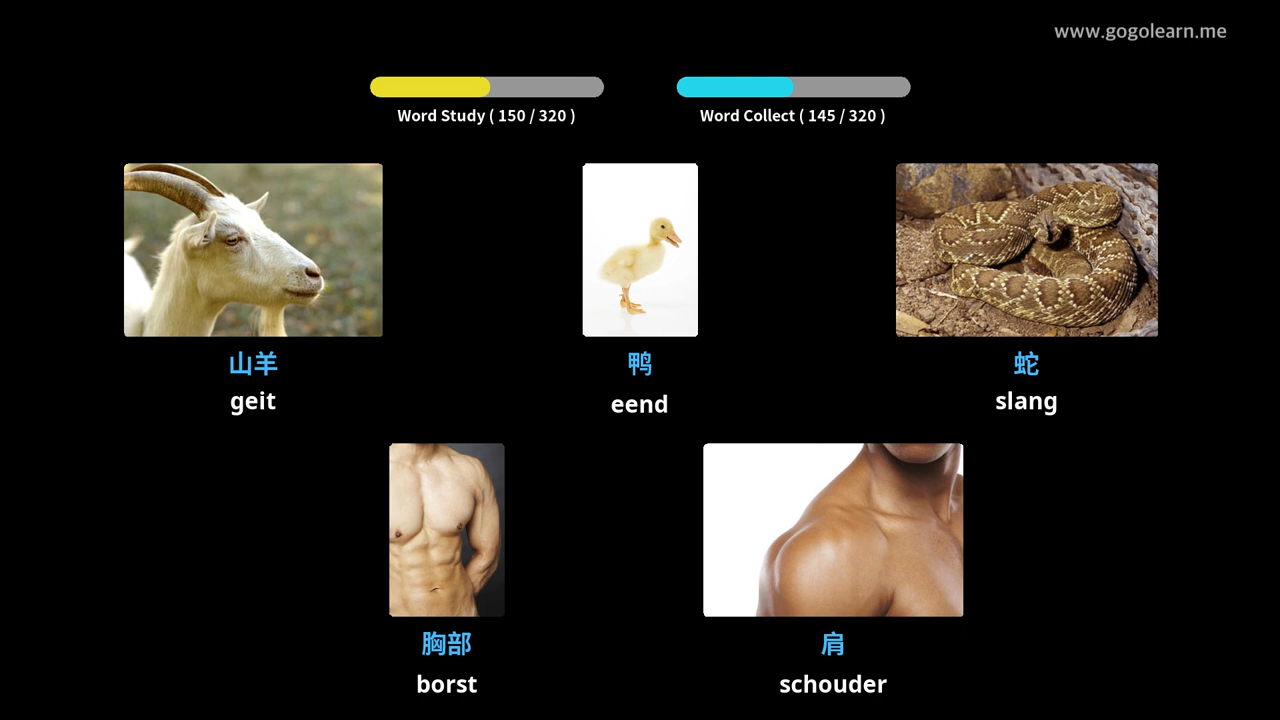 www.gogolearn.me
Word Study ( 150 / 320 )
Word Collect ( 145 / 320 )
山羊
geit
鸭
eend
蛇
slang
胸部
borst
肩
schouder